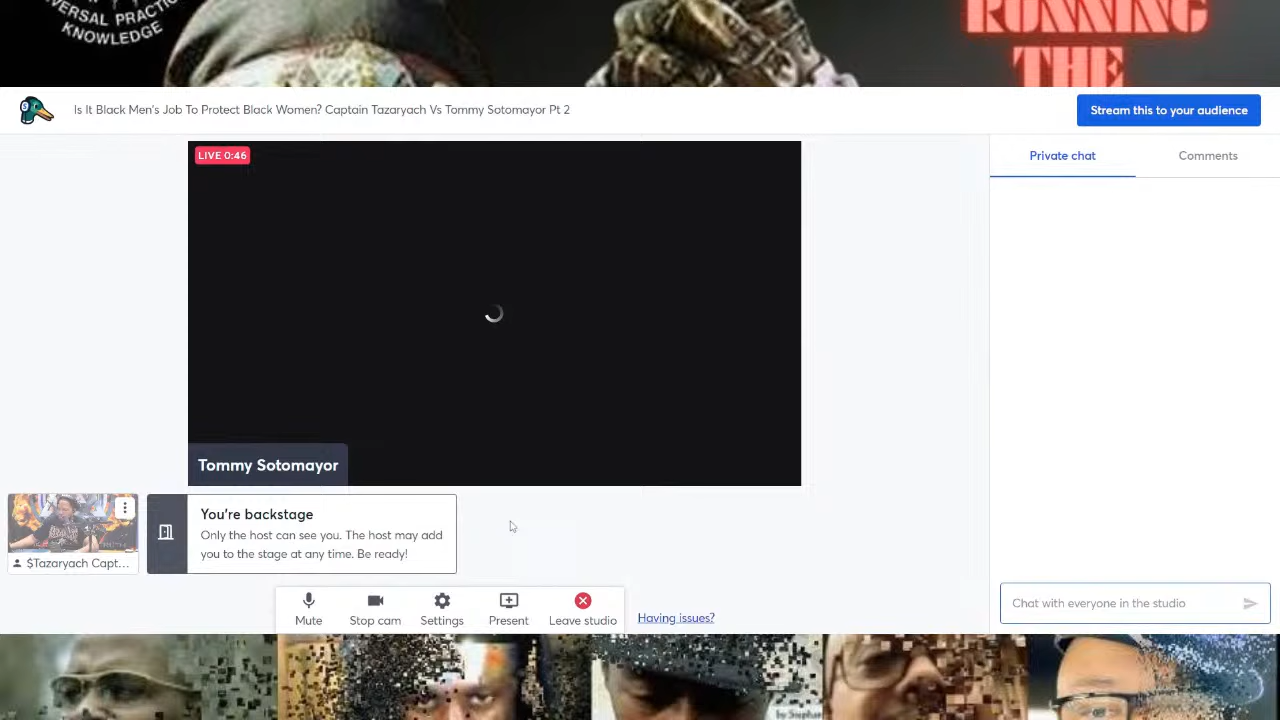 VERSAL PRACTIC
KNOWLEDGE
RUNNING
THE
Is It Black Men's Job To Protect Black Women? Captain Tazaryach Vs Tommy Sotomayor Pt 2
Stream this to your audience
LIVE 0:46
Private chat
Comments
Tommy Sotomayor
You're backstage
Only the host can see you. The host may add
you to the stage at any time. Be ready!
$Tazaryach Capt...
Mute
Stop cam
Settings
Present
Leave studio
Having issues?
Chat with everyone in the studio